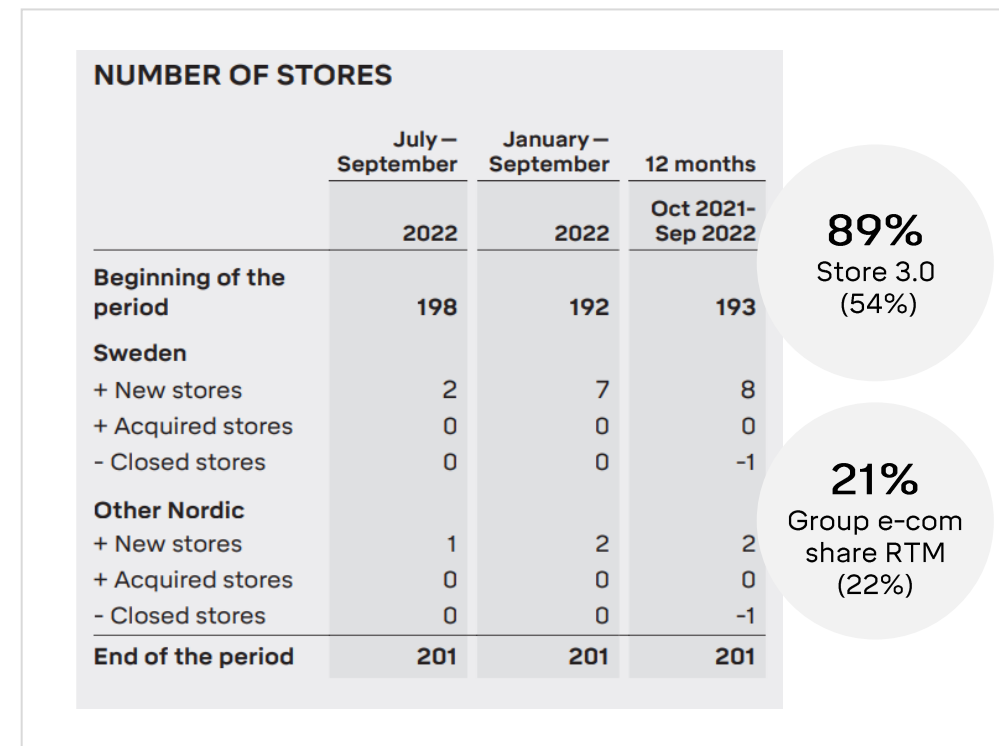 NUMBER OF STORES
July – January –
September September 12 months
2022 2022 Oct 2021-
Sep 2022
Beginning of the
period 198 192 193
Sweden
+ New stores 2 7 8
+ Acquired stores 0 0 0
- Closed stores 0 0 -1
Other Nordic
+ New stores 1 2 2
+ Acquired stores 0 0 0
- Closed stores 0 0 -1
End of the period 201 201 201
89%
Store 3.0
(54%)
21%
Group e-com
share RTM
(22%)